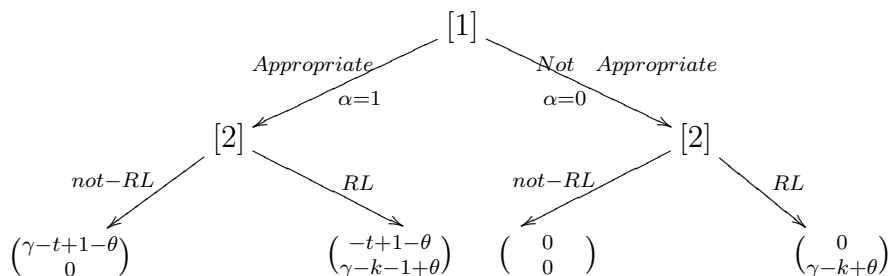 [1]
Appropriate Not Appropriate
α=1 α=0
[2] [2]
not−RL RL not−RL RL
(γ−t+1−θ) (−t+1−θ) (0) (0)
(0) (γ−k−1+θ) (0) (γ−k+θ)